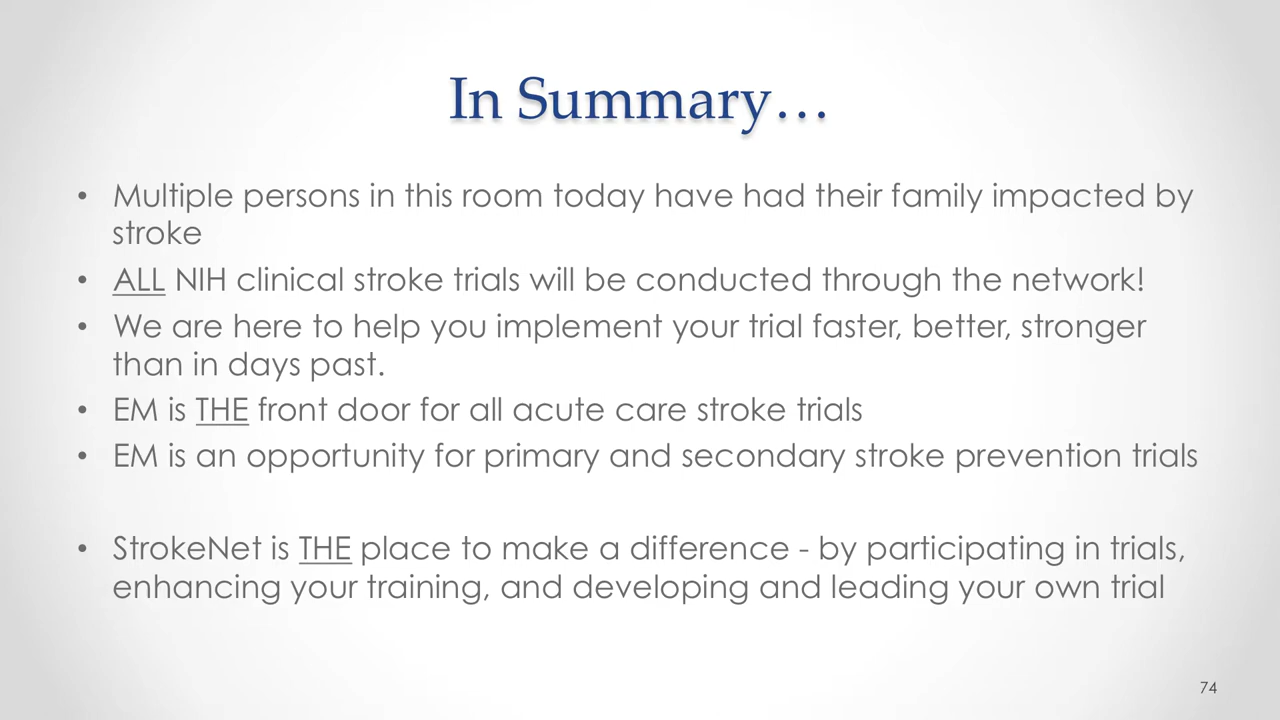 In Summary…
• Multiple persons in this room today have had their family impacted by
stroke
• ALL NIH clinical stroke trials will be conducted through the network!
• We are here to help you implement your trial faster, better, stronger
than in days past.
• EM is THE front door for all acute care stroke trials
• EM is an opportunity for primary and secondary stroke prevention trials
• StrokeNet is THE place to make a difference - by participating in trials,
enhancing your training, and developing and leading your own trial
74